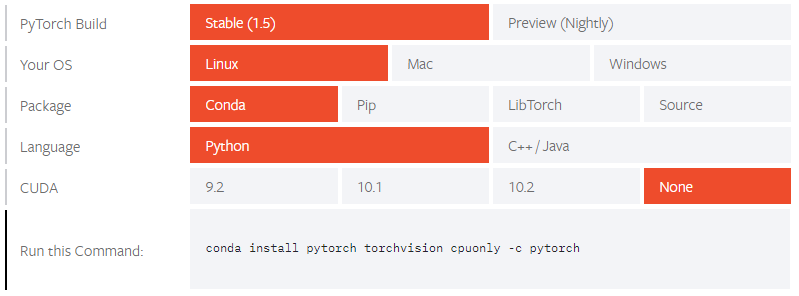 PyTorch Build Stable (1.5) Preview (Nightly)
Your OS Linux Mac Windows
Package Conda Pip LibTorch Source
Language Python C++ / Java
CUDA 9.2 10.1 10.2 None
Run this Command: conda install pytorch torchvision cpuonly -c pytorch